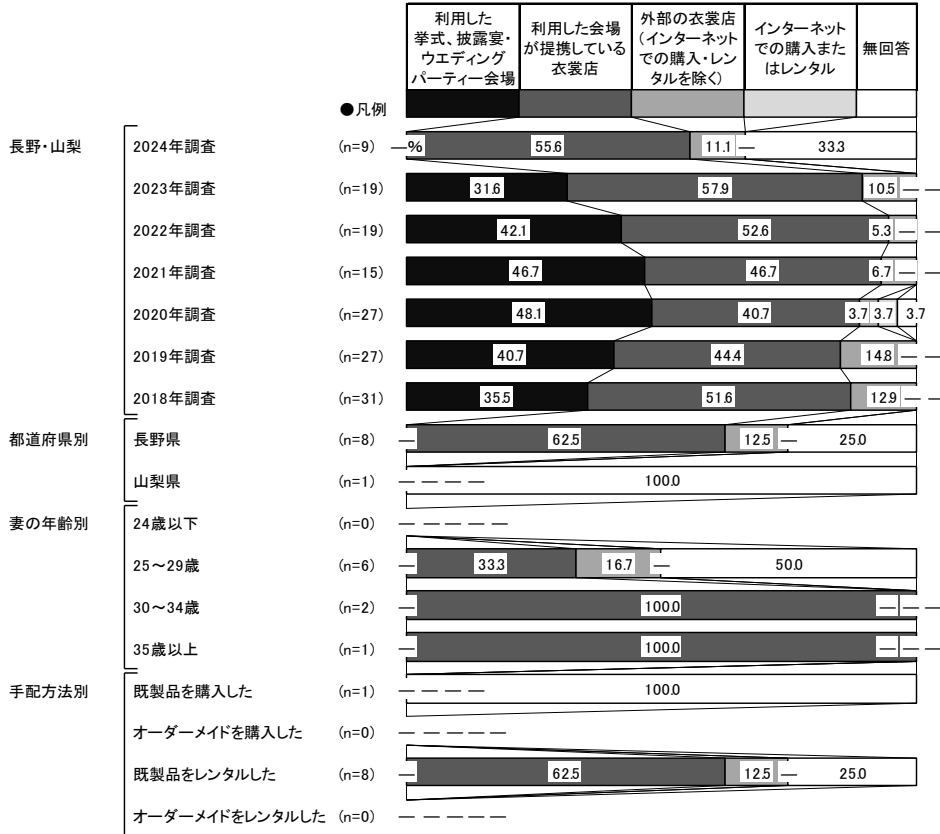 利用した
挙式、披露宴・
ウエディング
パーティー会場
利用した会場
が提携している
衣裳店
外部の衣裳店
(インターネット
での購入・レン
タルを除く)
インターネット
での購入また
はレンタル
無回答
●凡例
長野・山梨
2024年調査 (n=9) —% 55.6 11.1 — 33.3
2023年調査 (n=19) 31.6 57.9 10.5 — —
2022年調査 (n=19) 42.1 52.6 5.3 — —
2021年調査 (n=15) 46.7 46.7 6.7 — —
2020年調査 (n=27) 48.1 40.7 3.7 3.7 3.7
2019年調査 (n=27) 40.7 44.4 14.8 — —
2018年調査 (n=31) 35.5 51.6 12.9 — —
都道府県別
長野県 (n=8) — 62.5 12.5 — 25.0
山梨県 (n=1) — — — — 100.0
妻の年齢別
24歳以下 (n=0) — — — — —
25〜29歳 (n=6) — 33.3 16.7 — 50.0
30〜34歳 (n=2) — 100.0 — — —
35歳以上 (n=1) — 100.0 — — —
手配方法別
既製品を購入した (n=1) — — — — 100.0
オーダーメイドを購入した (n=0) — — — — —
既製品をレンタルした (n=8) — 62.5 12.5 — 25.0
オーダーメイドをレンタルした (n=0) — — — — —